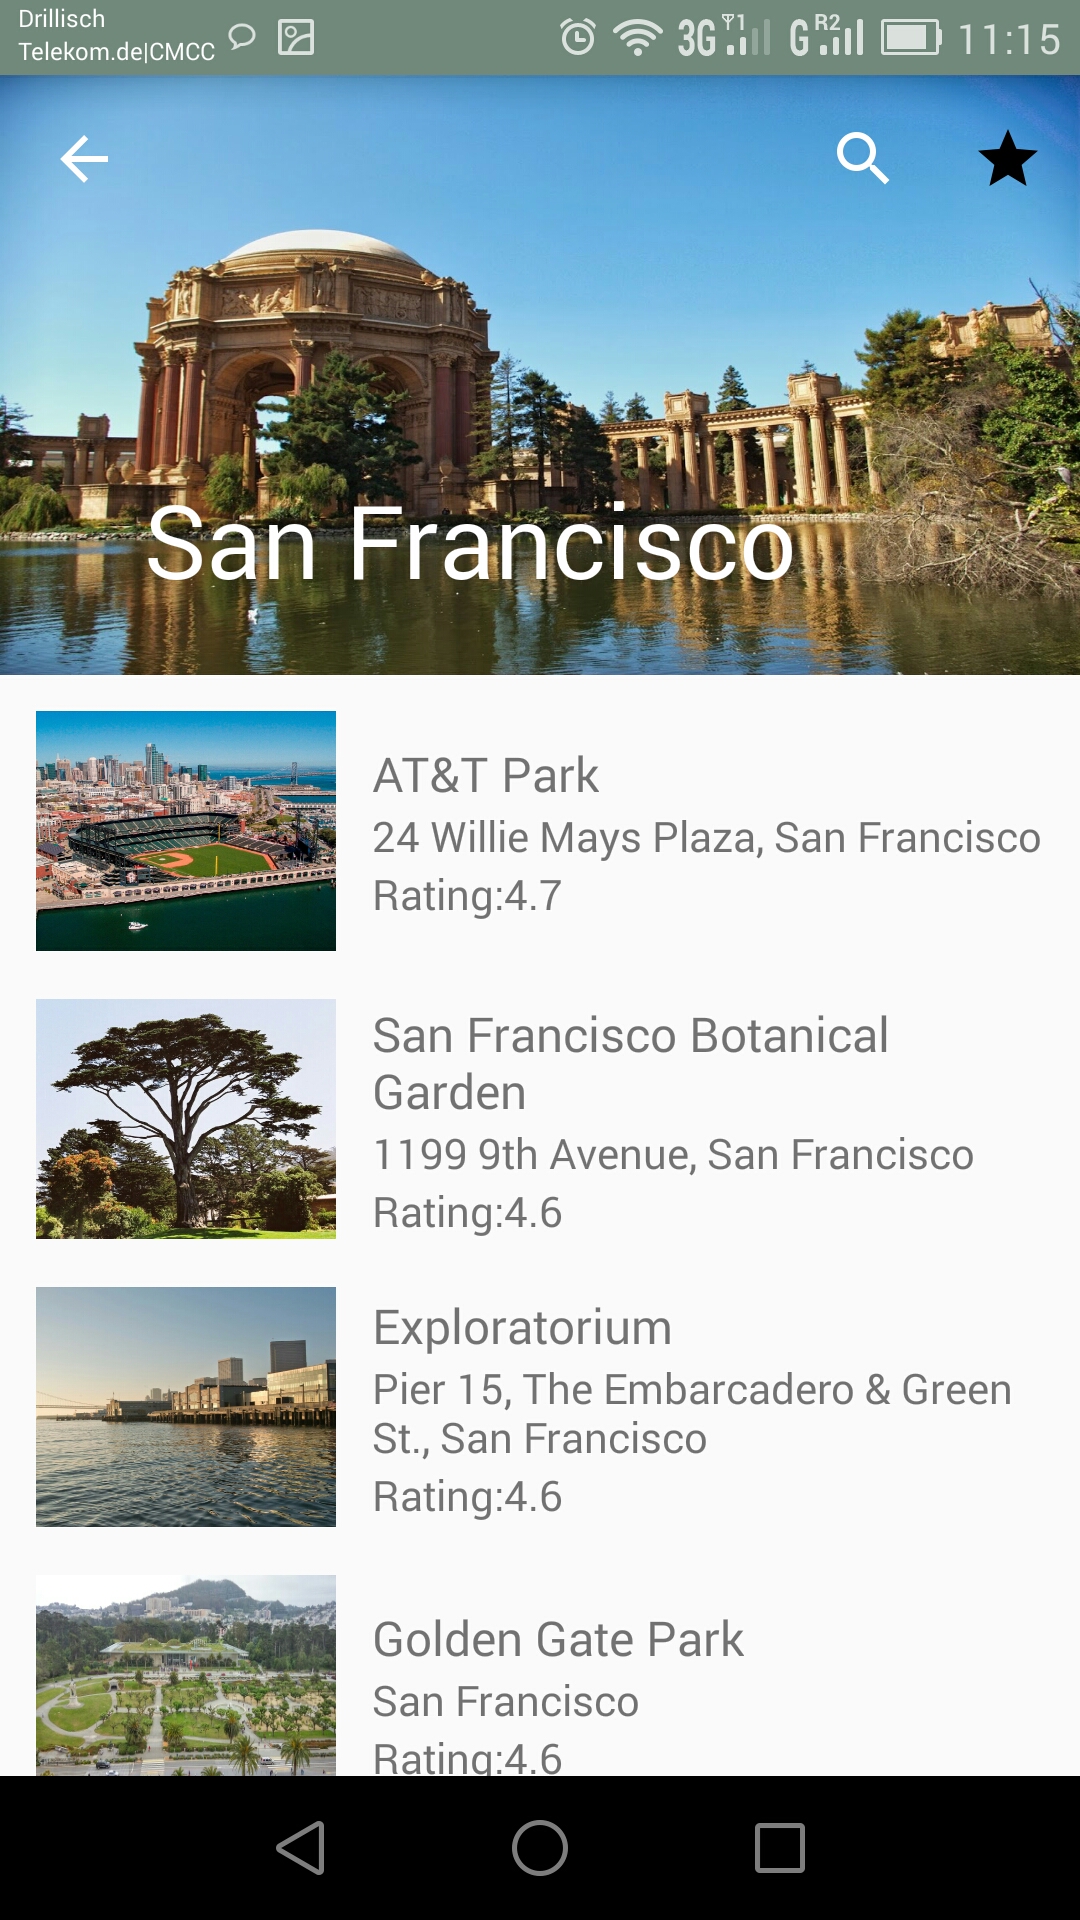 Drillisch
Telekom.de|CMCC
3G 1 G R2 11:15
San Francisco
AT&T Park
24 Willie Mays Plaza, San Francisco
Rating:4.7
San Francisco Botanical
Garden
1199 9th Avenue, San Francisco
Rating:4.6
Exploratorium
Pier 15, The Embarcadero & Green
St., San Francisco
Rating:4.6
Golden Gate Park
San Francisco
Rating:4.6